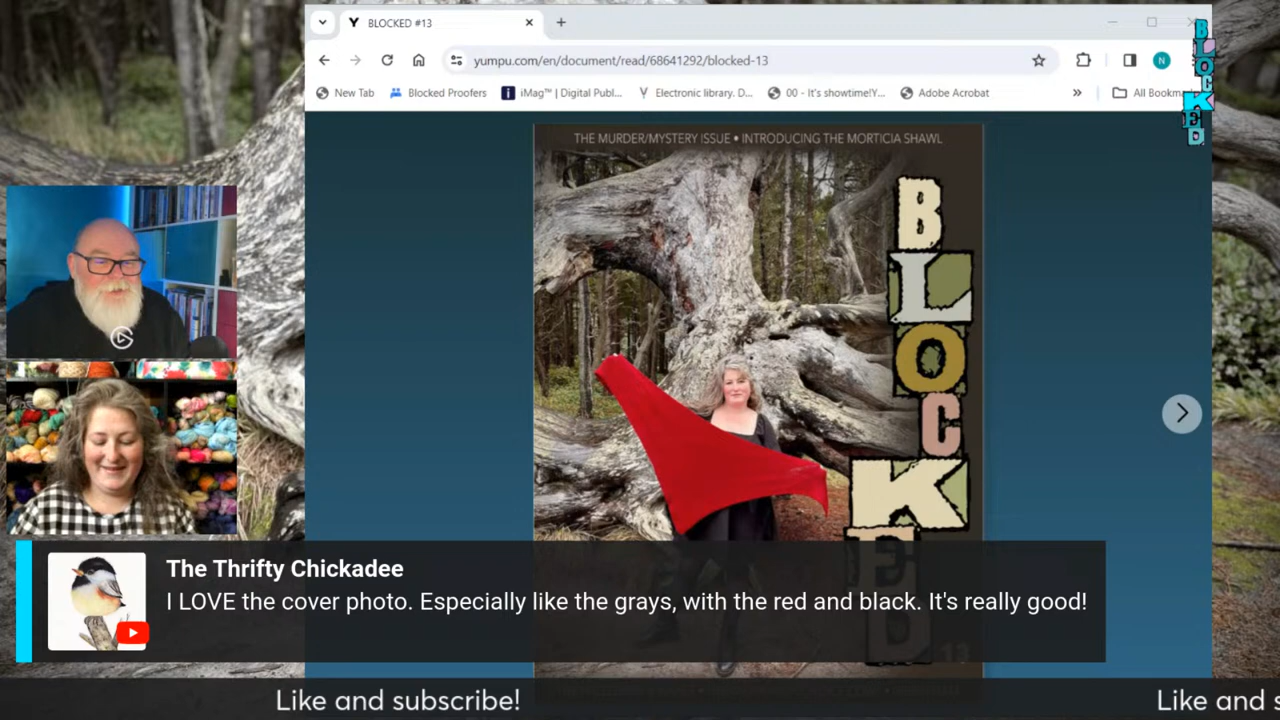 BLOCKED #13
yumpu.com/en/document/read/68641292/blocked-13
New Tab
Blocked Proofers
iMag™ | Digital Publ...
Electronic library. D...
00 - It's showtime!Y...
Adobe Acrobat
»
All Bookma
BLOCKED
THE MURDER/MYSTERY ISSUE • INTRODUCING THE MORTICIA SHAWL
BLOCKED
13
The Thrifty Chickadee
I LOVE the cover photo. Especially like the grays, with the red and black. It's really good!
Like and subscribe!
Like and s